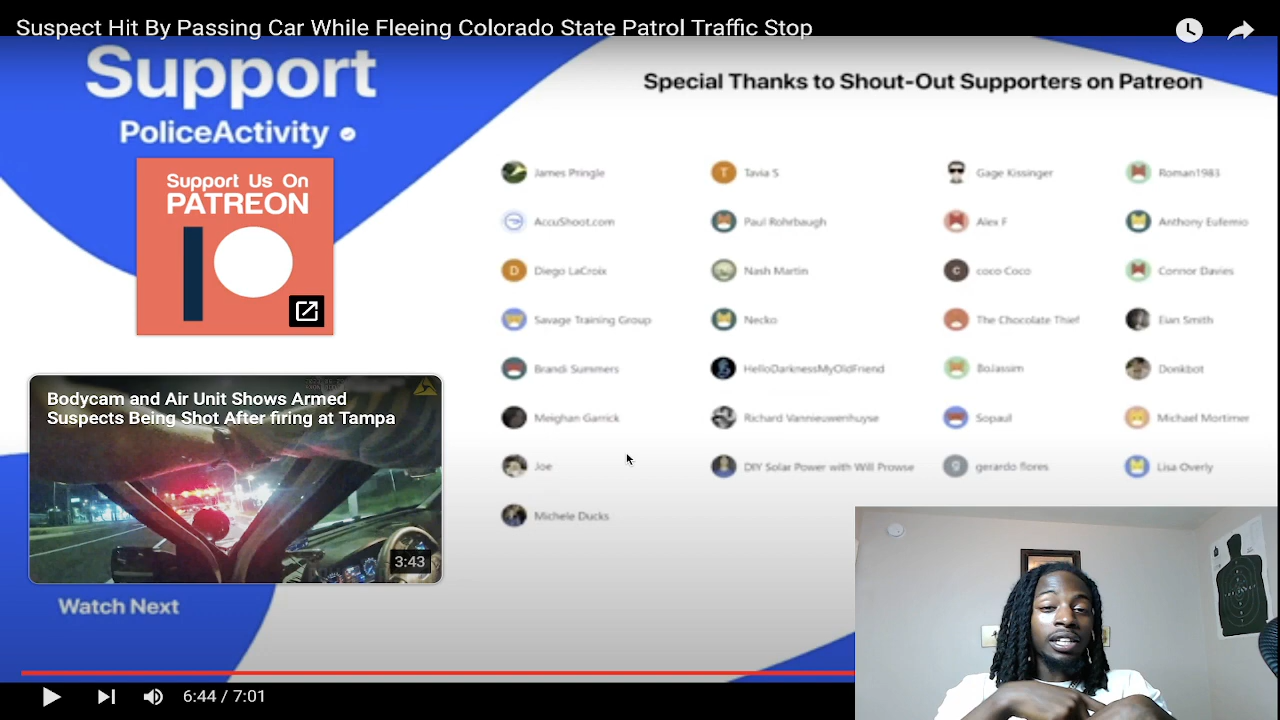 Suspect Hit By Passing Car While Fleeing Colorado State Patrol Traffic Stop
Support
PoliceActivity
Special Thanks to Shout-Out Supporters on Patreon
Support Us On
PATREON
James Pringle
T
Tavia S
Gage Kissinger
Roman1983
AccuShoot.com
Paul Rohrbaugh
Alex F
Anthony Eufemio
D
Diego LaCroix
Nash Martin
c
coco Coco
Connor Davies
Savage Training Group
Necko
The Chocolate Thief
Eian Smith
Brandi Summers
HelloDarknessMyOldFriend
BoJassim
Donkbot
Meighan Garrick
Richard Vannieuwenhuyse
Sopaul
Michael Mortimer
Joe
DIY Solar Power with Will Prowse
g
gerardo flores
Lisa Overly
Michele Ducks
Bodycam and Air Unit Shows Armed
Suspects Being Shot After firing at Tampa
3:43
Watch Next
6:44 / 7:01